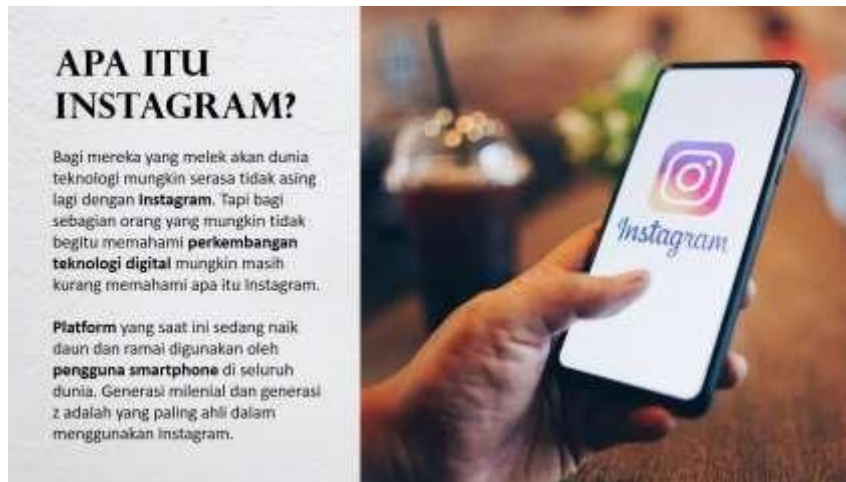 APA ITU
INSTAGRAM?
Bagi mereka yang melek akan dunia
teknologi mungkin serasa tidak asing
lagi dengan Instagram. Tapi bagi
sebagian orang yang mungkin tidak
begitu memahami perkembangan
teknologi digital mungkin masih
kurang memahami apa itu Instagram.
Platform yang saat ini sedang naik
daun dan ramai digunakan oleh
pengguna smartphone di seluruh
dunia. Generasi milenial dan generasi
z adalah yang paling ahli dalam
menggunakan Instagram.
Instagram